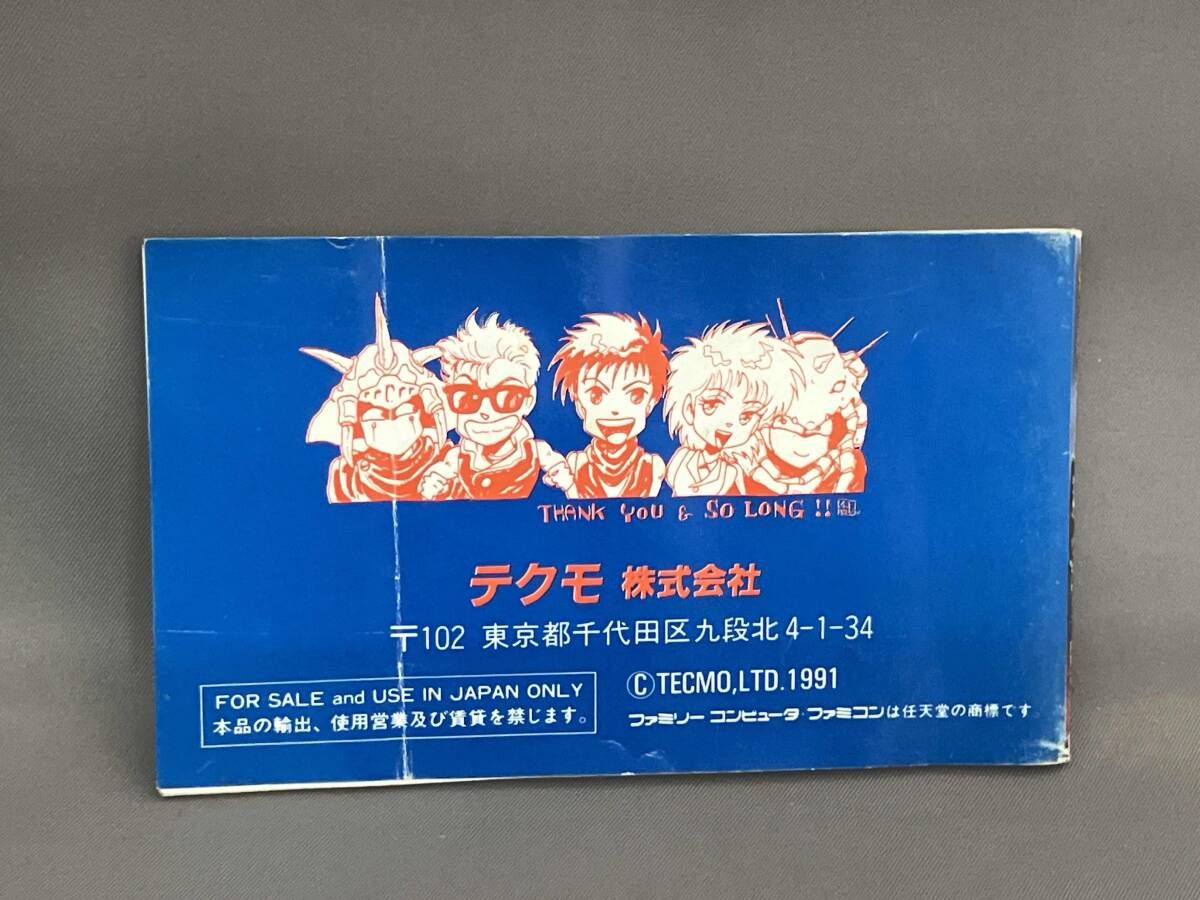 THANK YOU & SO LONG !!
テクモ 株式会社
〒102 東京都千代田区九段北4-1-34
FOR SALE and USE IN JAPAN ONLY
本品の輸出、使用営業及び賃貸を禁じます。
©TECMO,LTD.1991
ファミリー コンピュータ・ファミコンは任天堂の商標です